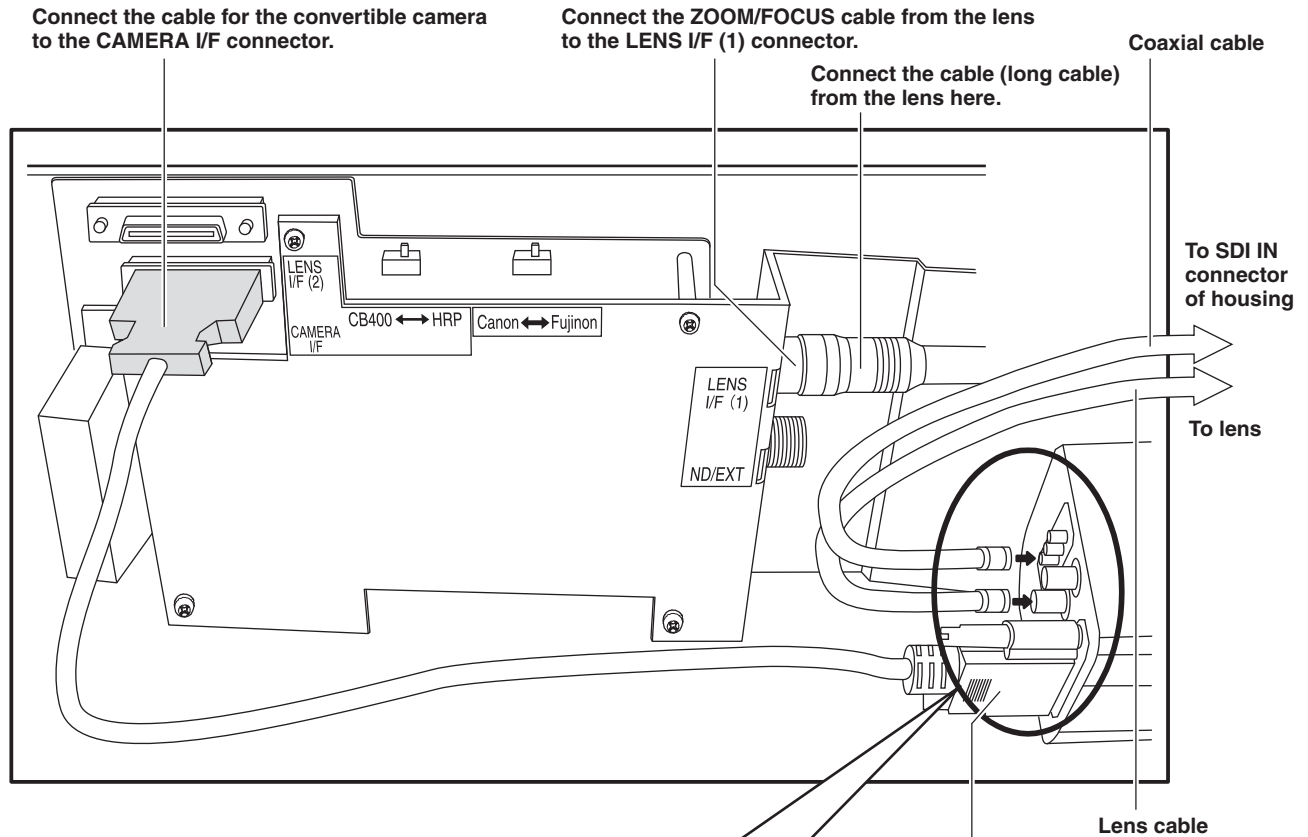 Connect the cable for the convertible camera
to the CAMERA I/F connector.
Connect the ZOOM/FOCUS cable from the lens
to the LENS I/F (1) connector.
Coaxial cable
Connect the cable (long cable)
from the lens here.
To SDI IN
connector
of housing
LENS
I/F (2)
CAMERA
I/F
CB400 ↔ HRP
Canon ↔ Fujinon
LENS
I/F (1)
ND/EXT
To lens
Lens cable